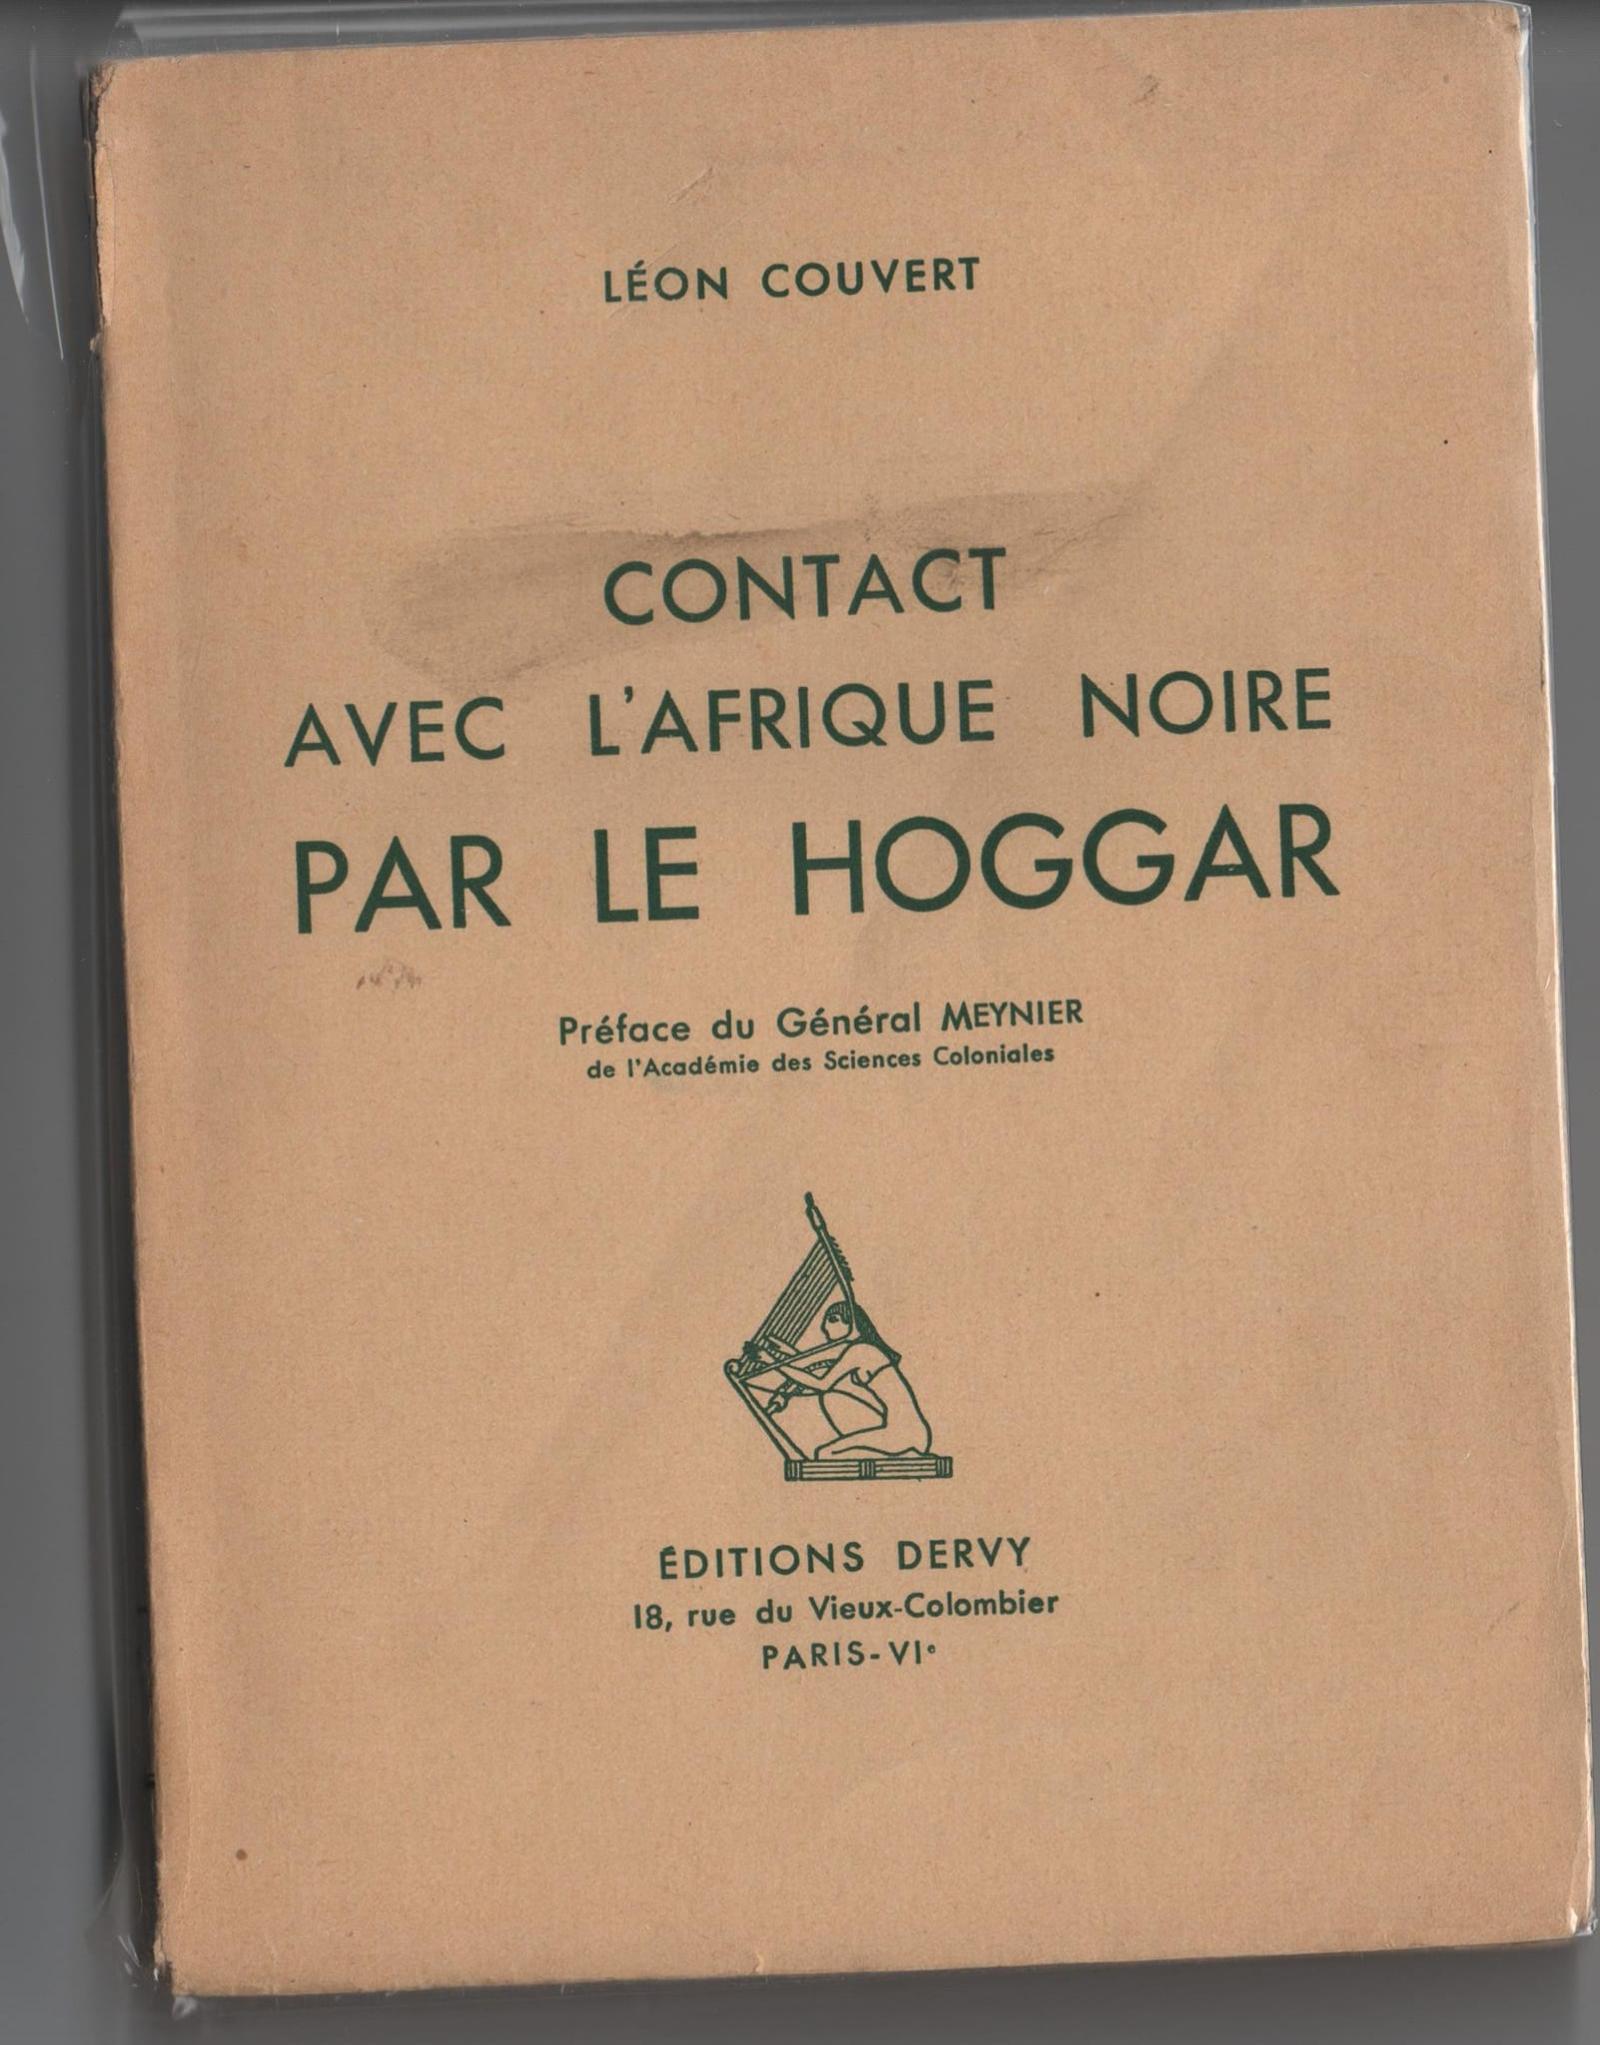 LÉON COUVERT
CONTACT
AVEC L'AFRIQUE NOIRE
PAR LE HOGGAR
Préface du Général MEYNIER
de l'Académie des Sciences Coloniales
ÉDITIONS DERVY
18, rue du Vieux-Colombier
PARIS-VIᵉ